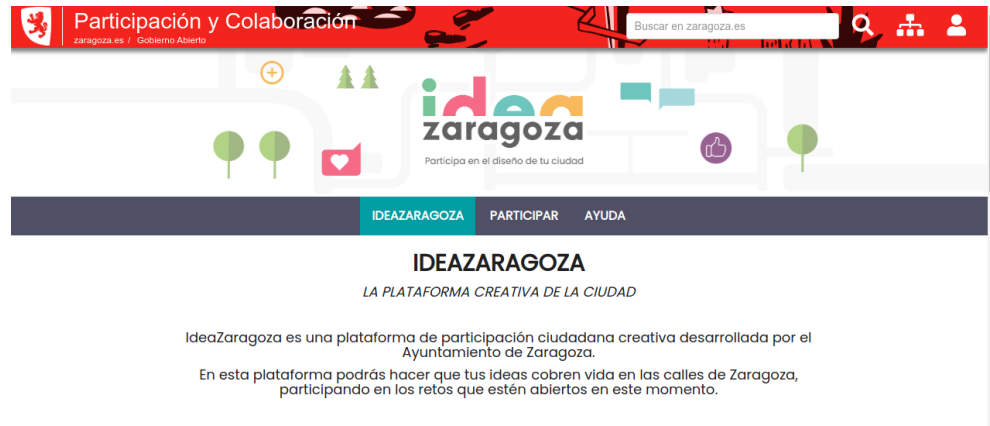 Participación y Colaboración
zaragoza.es / Gobierno Abierto
Buscar en zaragoza.es
idea
zaragoza
Participa en el diseño de tu ciudad
IDEAZARAGOZA PARTICIPAR AYUDA
IDEAZARAGOZA
LA PLATAFORMA CREATIVA DE LA CIUDAD
IdeaZaragoza es una plataforma de participación ciudadana creativa desarrollada por el
Ayuntamiento de Zaragoza.
En esta plataforma podrás hacer que tus ideas cobren vida en las calles de Zaragoza,
participando en los retos que estén abiertos en este momento.